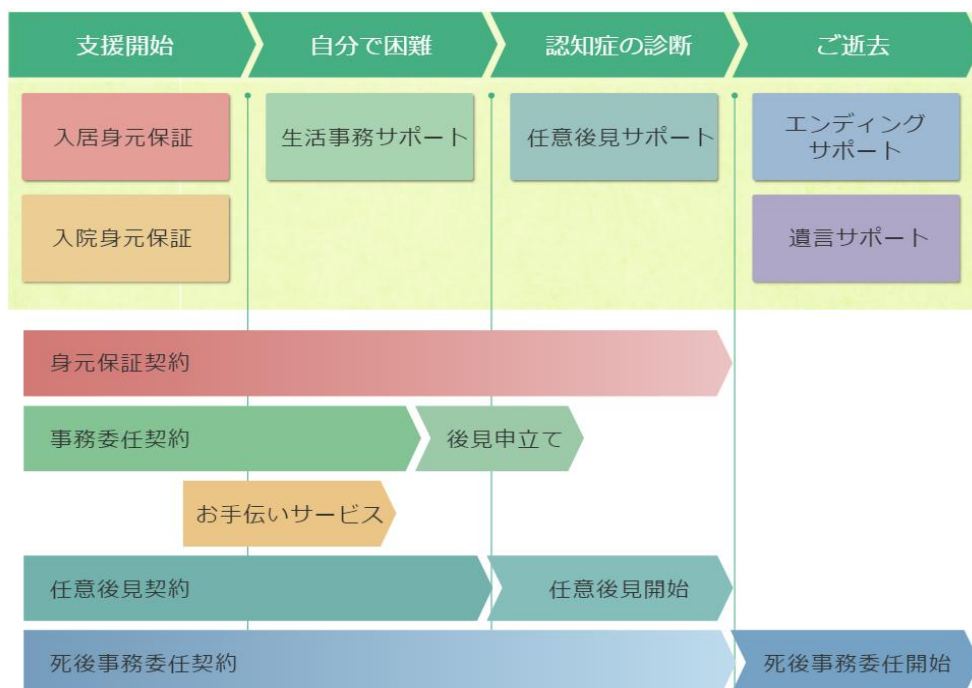 支援開始
自分で困難
認知症の診断
ご逝去
入居身元保証
生活事務サポート
任意後見サポート
エンディング
サポート
入院身元保証
遺言サポート
身元保証契約
事務委任契約
後見申立て
お手伝いサービス
任意後見契約
任意後見開始
死後事務委任契約
死後事務委任開始